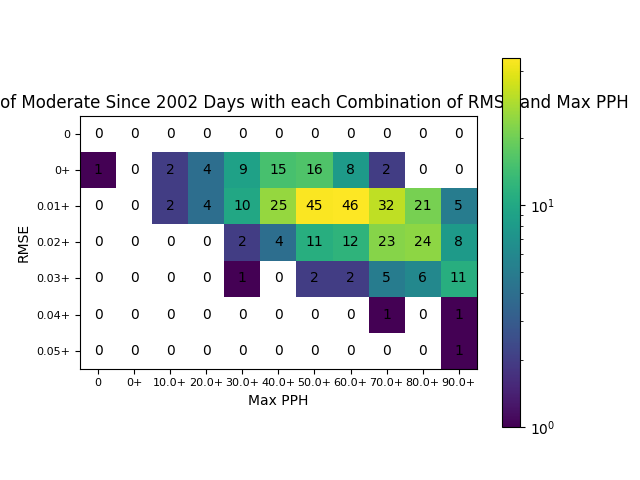 of Moderate Since 2002 Days with each Combination of RMSE and Max PPH
0 0 0 0 0 0 0 0 0 0 0 0
0+ 1 0 2 4 9 15 16 8 2 0 0
0.01+ 0 0 2 4 10 25 45 46 32 21 5
0.02+ 0 0 0 0 2 4 11 12 23 24 8
0.03+ 0 0 0 0 1 0 2 2 5 6 11
0.04+ 0 0 0 0 0 0 0 0 1 0 1
0.05+ 0 0 0 0 0 0 0 0 0 0 1
0 0+ 10.0+ 20.0+ 30.0+ 40.0+ 50.0+ 60.0+ 70.0+ 80.0+ 90.0+
Max PPH
RMSE
10¹
10⁰